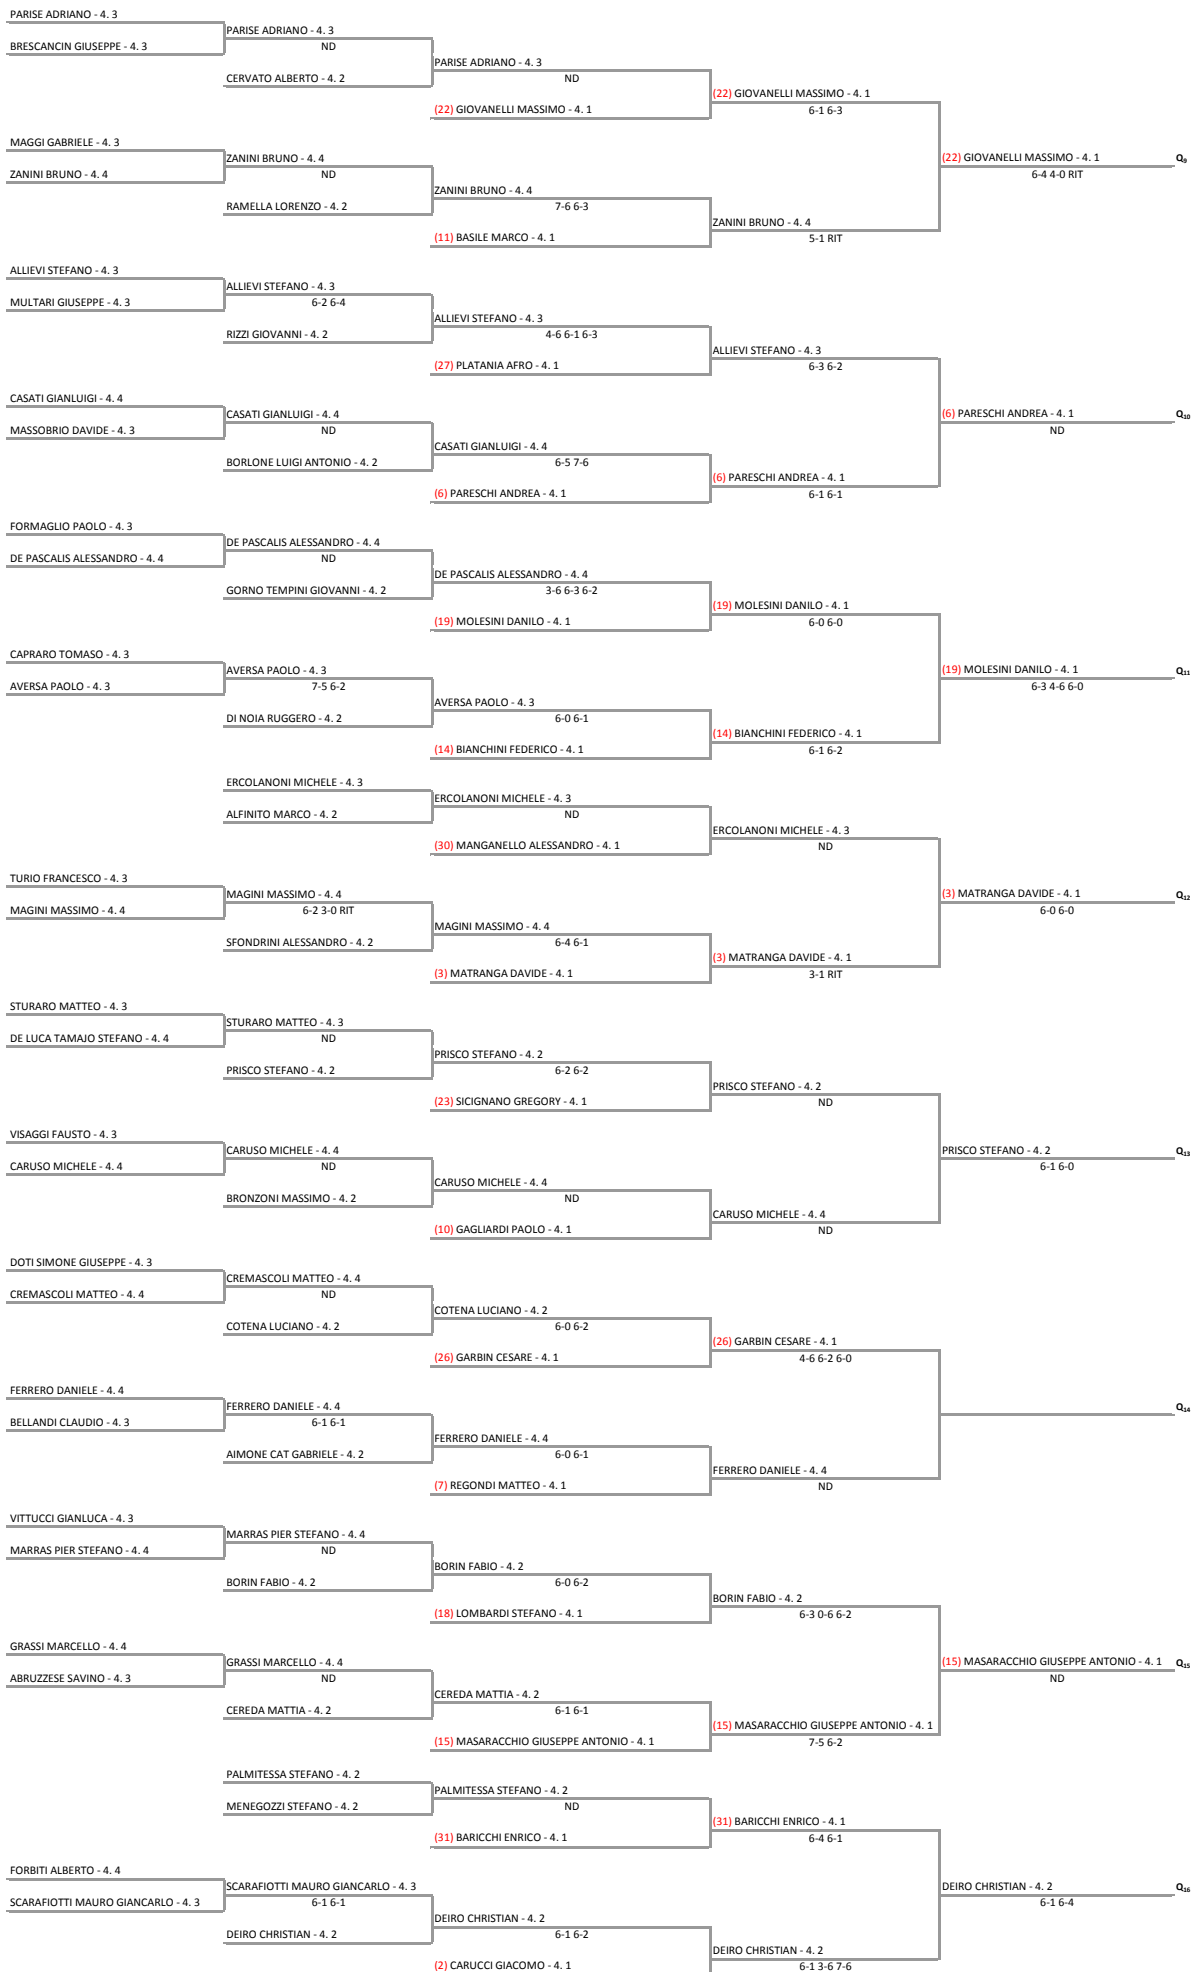 PARISE ADRIANO - 4. 3
PARISE ADRIANO - 4. 3
BRESCANCIN GIUSEPPE - 4. 3
ND
PARISE ADRIANO - 4. 3
CERVATO ALBERTO - 4. 2
ND
(22) GIOVANELLI MASSIMO - 4. 1
(22) GIOVANELLI MASSIMO - 4. 1
6-1 6-3
MAGGI GABRIELE - 4. 3
ZANINI BRUNO - 4. 4
(22) GIOVANELLI MASSIMO - 4. 1
Q9
ZANINI BRUNO - 4. 4
ND
6-4 4-0 RIT
ZANINI BRUNO - 4. 4
RAMELLA LORENZO - 4. 2
7-6 6-3
ZANINI BRUNO - 4. 4
(11) BASILE MARCO - 4. 1
5-1 RIT
ALLIEVI STEFANO - 4. 3
ALLIEVI STEFANO - 4. 3
MULTARI GIUSEPPE - 4. 3
6-2 6-4
ALLIEVI STEFANO - 4. 3
RIZZI GIOVANNI - 4. 2
4-6 6-1 6-3
ALLIEVI STEFANO - 4. 3
(27) PLATANIA AFRO - 4. 1
6-3 6-2
CASATI GIANLUIGI - 4. 4
CASATI GIANLUIGI - 4. 4
(6) PARESCHI ANDREA - 4. 1
Q10
MASSOBRIO DAVIDE - 4. 3
ND
ND
CASATI GIANLUIGI - 4. 4
BORLONE LUIGI ANTONIO - 4. 2
6-5 7-6
(6) PARESCHI ANDREA - 4. 1
(6) PARESCHI ANDREA - 4. 1
6-1 6-1
FORMAGLIO PAOLO - 4. 3
DE PASCALIS ALESSANDRO - 4. 4
DE PASCALIS ALESSANDRO - 4. 4
ND
DE PASCALIS ALESSANDRO - 4. 4
GORNO TEMPINI GIOVANNI - 4. 2
3-6 6-3 6-2
(19) MOLESINI DANILO - 4. 1
(19) MOLESINI DANILO - 4. 1
6-0 6-0
CAPRARO TOMASO - 4. 3
AVERSA PAOLO - 4. 3
(19) MOLESINI DANILO - 4. 1
Q11
AVERSA PAOLO - 4. 3
7-5 6-2
6-3 4-6 6-0
AVERSA PAOLO - 4. 3
DI NOIA RUGGERO - 4. 2
6-0 6-1
(14) BIANCHINI FEDERICO - 4. 1
(14) BIANCHINI FEDERICO - 4. 1
6-1 6-2
ERCOLANONI MICHELE - 4. 3
ERCOLANONI MICHELE - 4. 3
ALFINITO MARCO - 4. 2
ND
ERCOLANONI MICHELE - 4. 3
(30) MANGANELLO ALESSANDRO - 4. 1
ND
TURIO FRANCESCO - 4. 3
MAGINI MASSIMO - 4. 4
(3) MATRANGA DAVIDE - 4. 1
Q12
MAGINI MASSIMO - 4. 4
6-2 3-0 RIT
6-0 6-0
MAGINI MASSIMO - 4. 4
SFONDRINI ALESSANDRO - 4. 2
6-4 6-1
(3) MATRANGA DAVIDE - 4. 1
(3) MATRANGA DAVIDE - 4. 1
3-1 RIT
STURARO MATTEO - 4. 3
STURARO MATTEO - 4. 3
DE LUCA TAMAJO STEFANO - 4. 4
ND
PRISCO STEFANO - 4. 2
PRISCO STEFANO - 4. 2
6-2 6-2
PRISCO STEFANO - 4. 2
(23) SICIGNANO GREGORY - 4. 1
ND
VISAGGI FAUSTO - 4. 3
CARUSO MICHELE - 4. 4
PRISCO STEFANO - 4. 2
Q13
CARUSO MICHELE - 4. 4
ND
6-1 6-0
CARUSO MICHELE - 4. 4
BRONZONI MASSIMO - 4. 2
ND
CARUSO MICHELE - 4. 4
(10) GAGLIARDI PAOLO - 4. 1
ND
DOTI SIMONE GIUSEPPE - 4. 3
CREMASCOLI MATTEO - 4. 4
CREMASCOLI MATTEO - 4. 4
ND
COTENA LUCIANO - 4. 2
COTENA LUCIANO - 4. 2
6-0 6-2
(26) GARBIN CESARE - 4. 1
(26) GARBIN CESARE - 4. 1
4-6 6-2 6-0
FERRERO DANIELE - 4. 4
FERRERO DANIELE - 4. 4
Q14
BELLANDI CLAUDIO - 4. 3
6-1 6-1
FERRERO DANIELE - 4. 4
AIMONE CAT GABRIELE - 4. 2
6-0 6-1
FERRERO DANIELE - 4. 4
(7) REGONDI MATTEO - 4. 1
ND
VITTUCCI GIANLUCA - 4. 3
MARRAS PIER STEFANO - 4. 4
MARRAS PIER STEFANO - 4. 4
ND
BORIN FABIO - 4. 2
BORIN FABIO - 4. 2
6-0 6-2
BORIN FABIO - 4. 2
(18) LOMBARDI STEFANO - 4. 1
6-3 0-6 6-2
GRASSI MARCELLO - 4. 4
GRASSI MARCELLO - 4. 4
(15) MASARACCHIO GIUSEPPE ANTONIO - 4. 1
Q15
ABRUZZESE SAVINO - 4. 3
ND
ND
CEREDA MATTIA - 4. 2
CEREDA MATTIA - 4. 2
6-1 6-1
(15) MASARACCHIO GIUSEPPE ANTONIO - 4. 1
(15) MASARACCHIO GIUSEPPE ANTONIO - 4. 1
7-5 6-2
PALMITESSA STEFANO - 4. 2
PALMITESSA STEFANO - 4. 2
MENEGOZZI STEFANO - 4. 2
ND
(31) BARICCHI ENRICO - 4. 1
(31) BARICCHI ENRICO - 4. 1
6-4 6-1
FORBITI ALBERTO - 4. 4
SCARAFIOTTI MAURO GIANCARLO - 4. 3
DEIRO CHRISTIAN - 4. 2
Q16
SCARAFIOTTI MAURO GIANCARLO - 4. 3
6-1 6-1
6-1 6-4
DEIRO CHRISTIAN - 4. 2
DEIRO CHRISTIAN - 4. 2
6-1 6-2
DEIRO CHRISTIAN - 4. 2
(2) CARUCCI GIACOMO - 4. 1
6-1 3-6 7-6